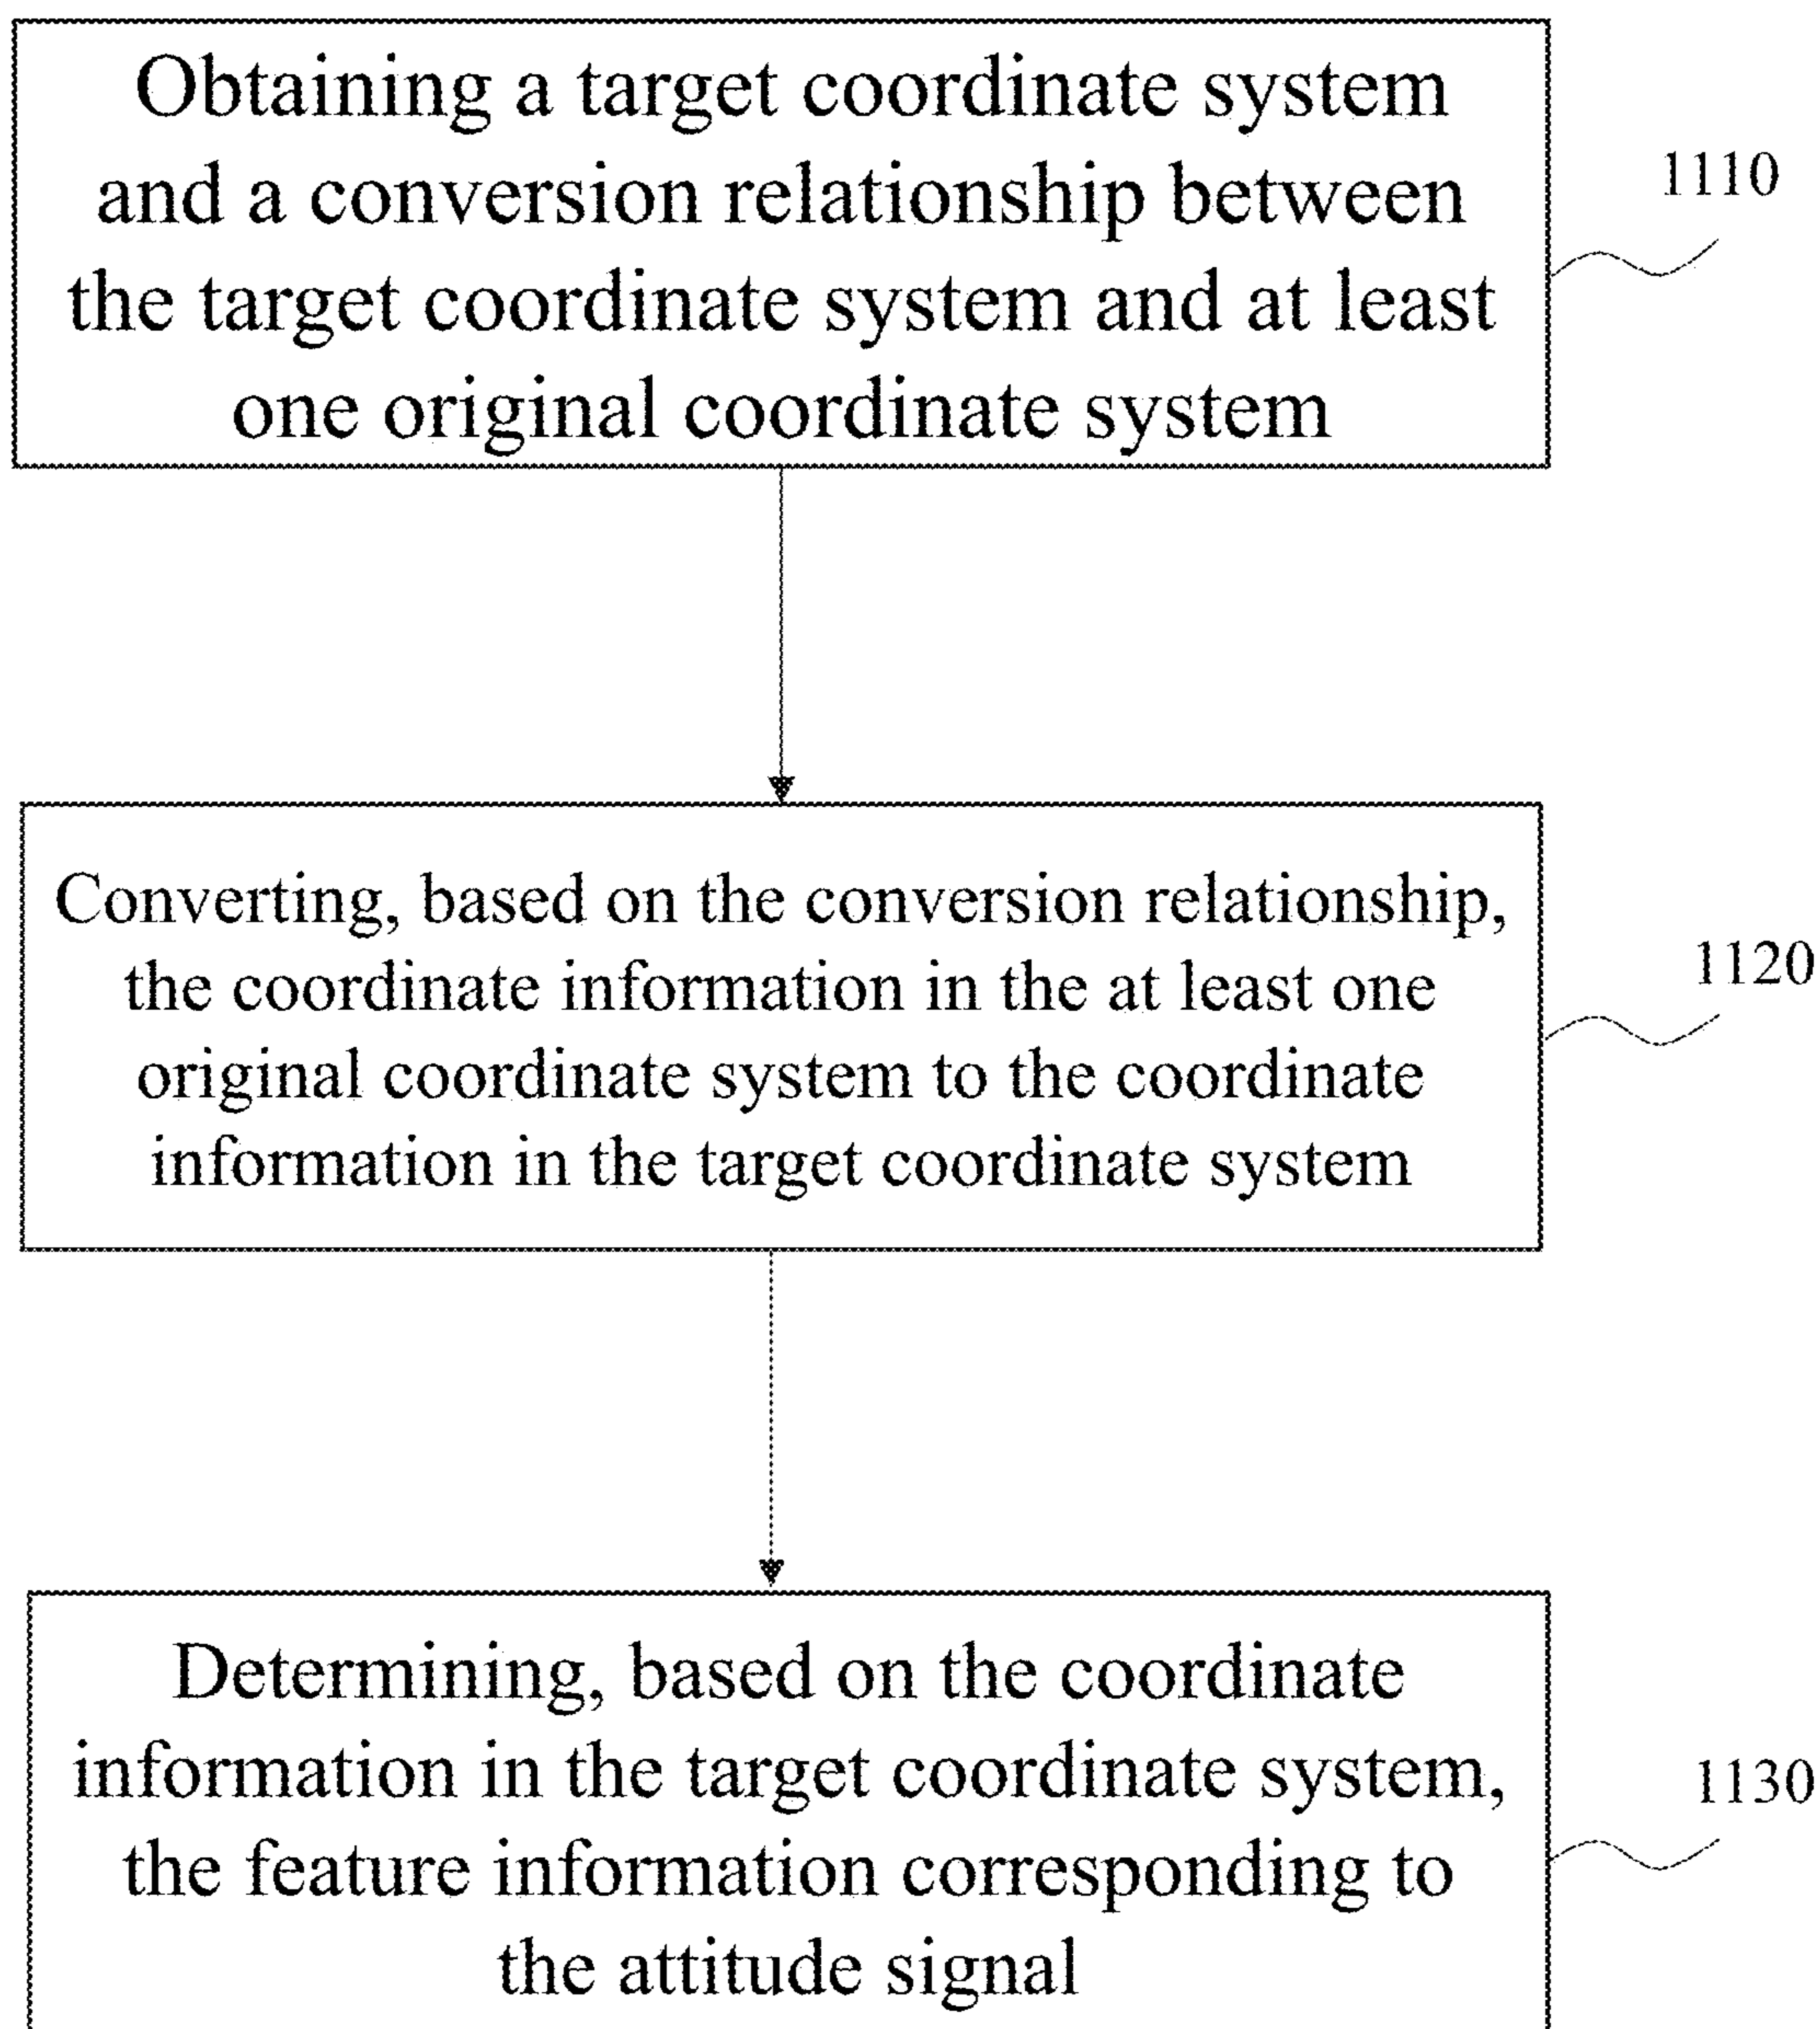 Obtaining a target coordinate system
and a conversion relationship between
the target coordinate system and at least
one original coordinate system
1110
Converting, based on the conversion relationship,
the coordinate information in the at least one
original coordinate system to the coordinate
information in the target coordinate system
1120
Determining, based on the coordinate
information in the target coordinate system,
the feature information corresponding to
the attitude signal
1130